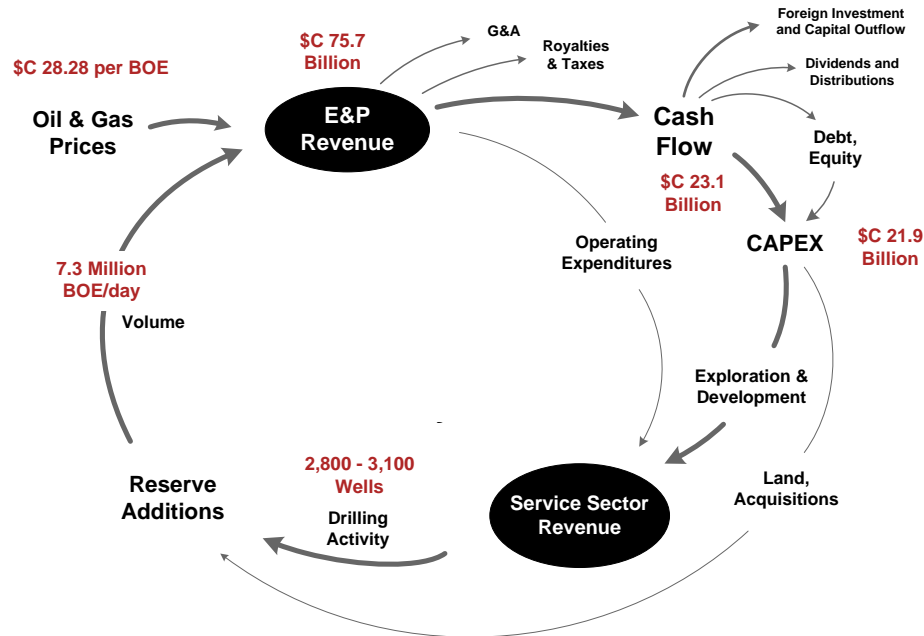 Foreign Investment
and Capital Outflow
G&A
$C 75.7
Billion
Royalties
& Taxes
$C 28.28 per BOE
Dividends and
Distributions
Oil & Gas
Prices
E&P
Revenue
Cash
Flow
Debt,
Equity
$C 23.1
Billion
CAPEX
$C 21.9
Billion
Operating
Expenditures
7.3 Million
BOE/day
Volume
Exploration &
Development
2,800 - 3,100
Wells
Drilling
Activity
Reserve
Additions
Service Sector
Revenue
Land,
Acquisitions